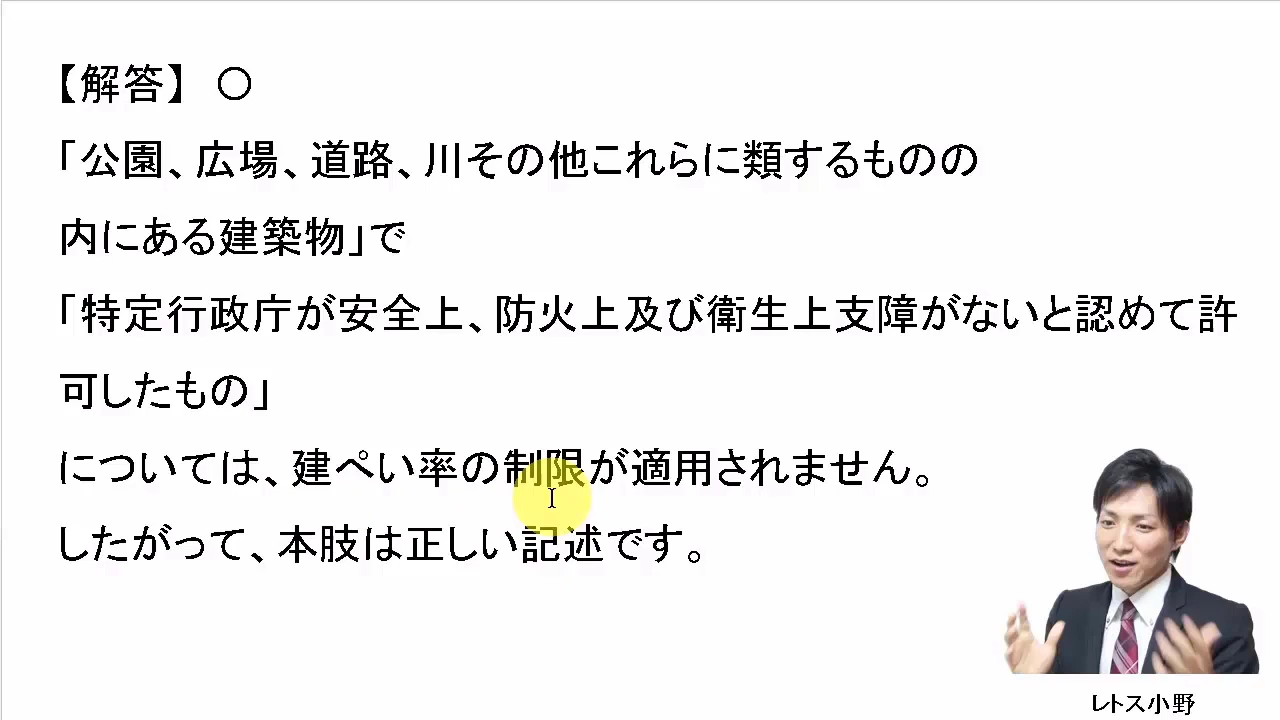 【解答】 〇
「公園、広場、道路、川その他これらに類するものの
内にある建築物」で
「特定行政庁が安全上、防火上及び衛生上支障がないと認めて許
可したもの」
については、建ぺい率の制限が適用されません。
したがって、本肢は正しい記述です。
レトス小野